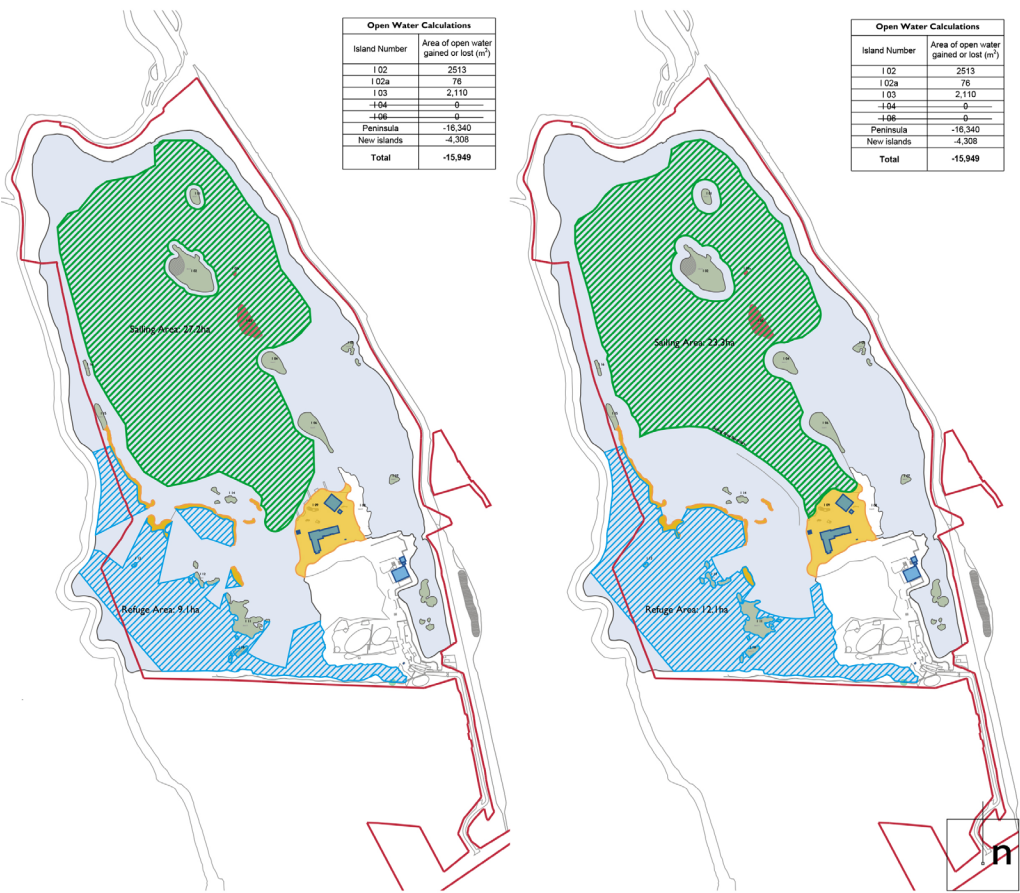 Open Water Calculations
Island Number
Area of open water
gained or lost (m²)
I 02
2513
I 02a
76
I 03
2,110
I 04
0
I 06
0
Peninsula
-16,340
New islands
-4,308
Total
-15,949
Sailing Area: 27.2ha
Refuge Area: 9.1ha
Open Water Calculations
Island Number
Area of open water
gained or lost (m²)
I 02
2513
I 02a
76
I 03
2,110
I 04
0
I 06
0
Peninsula
-16,340
New islands
-4,308
Total
-15,949
Sailing Area: 23.3ha
Refuge Area: 12.1ha
n